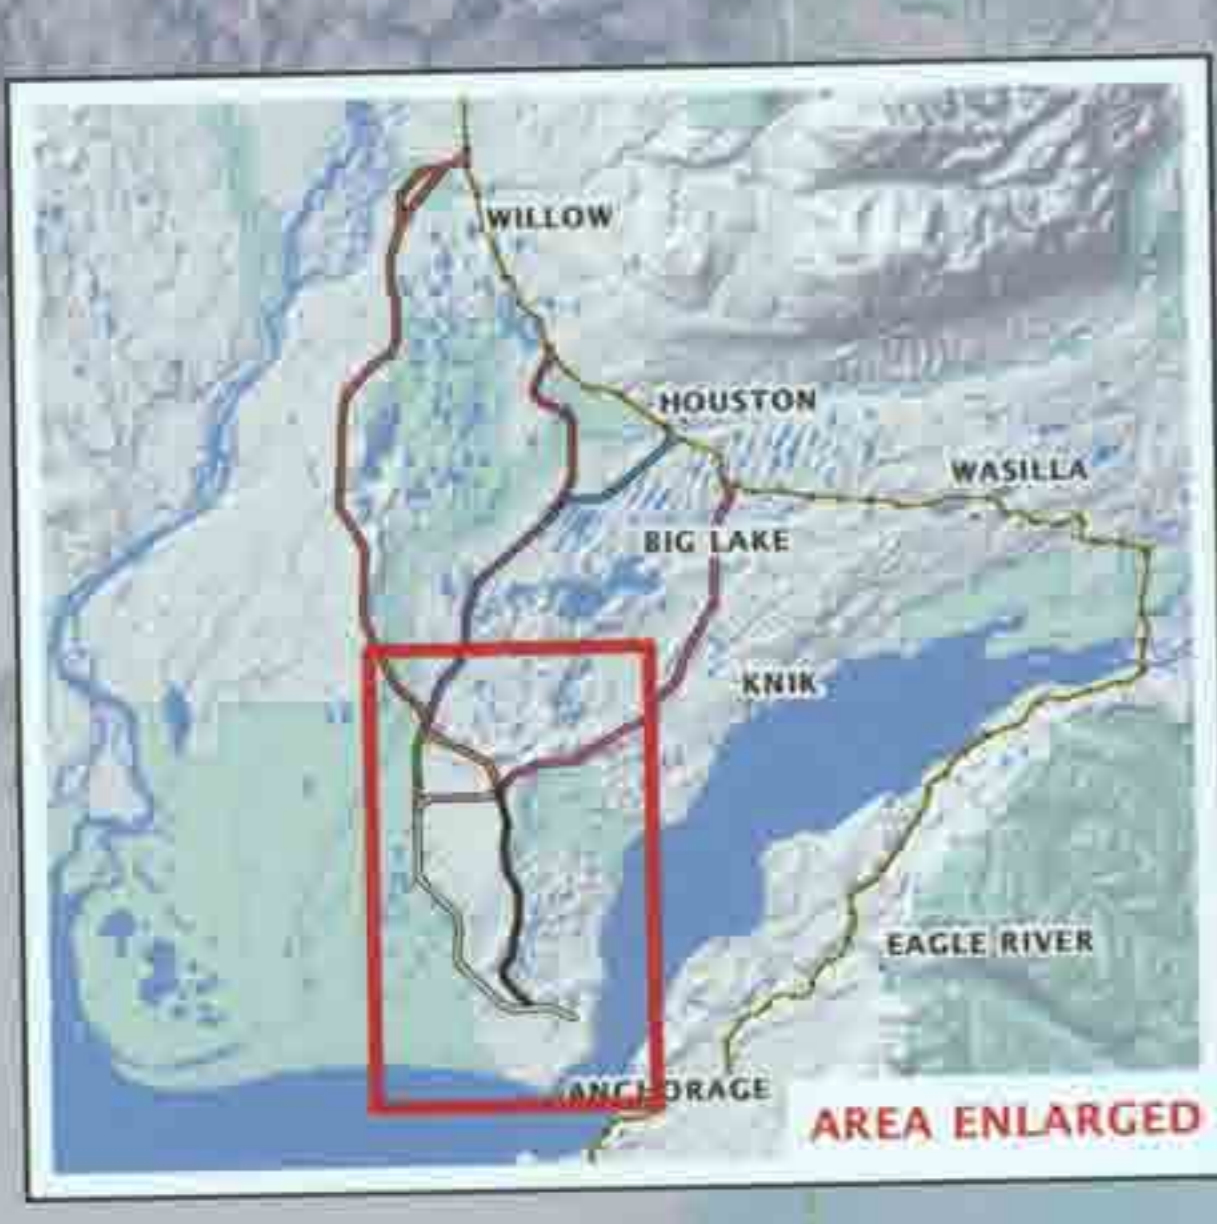 WILLOW
HOUSTON
WASILLA
BIG LAKE
KNIK
EAGLE RIVER
ANCHORAGE
AREA ENLARGED